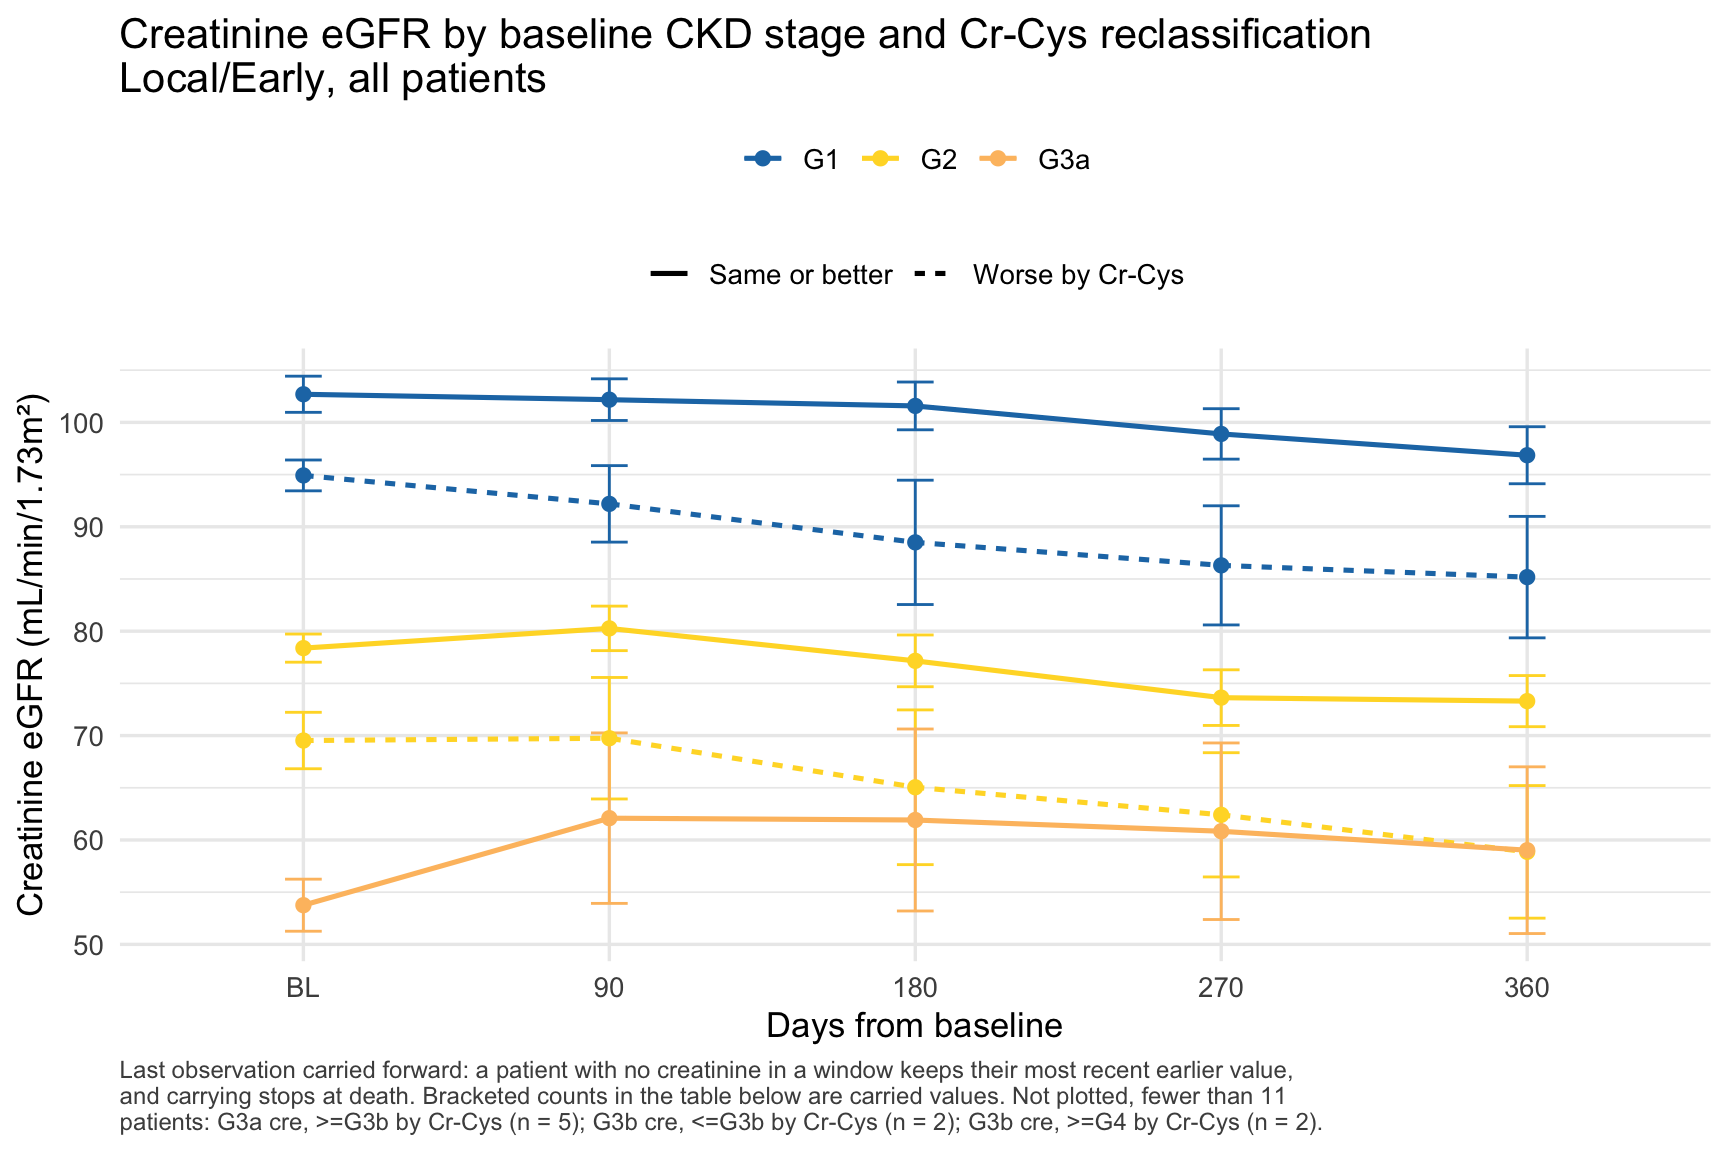 Creatinine eGFR by baseline CKD stage and Cr-Cys reclassification
Local/Early, all patients
G1 G2 G3a
Same or better Worse by Cr-Cys
Creatinine eGFR (mL/min/1.73m²)
100
90
80
70
60
50
BL 90 180 270 360
Days from baseline
Last observation carried forward: a patient with no creatinine in a window keeps their most recent earlier value,
and carrying stops at death. Bracketed counts in the table below are carried values. Not plotted, fewer than 11
patients: G3a cre, >=G3b by Cr-Cys (n = 5); G3b cre, <=G3b by Cr-Cys (n = 2); G3b cre, >=G4 by Cr-Cys (n = 2).